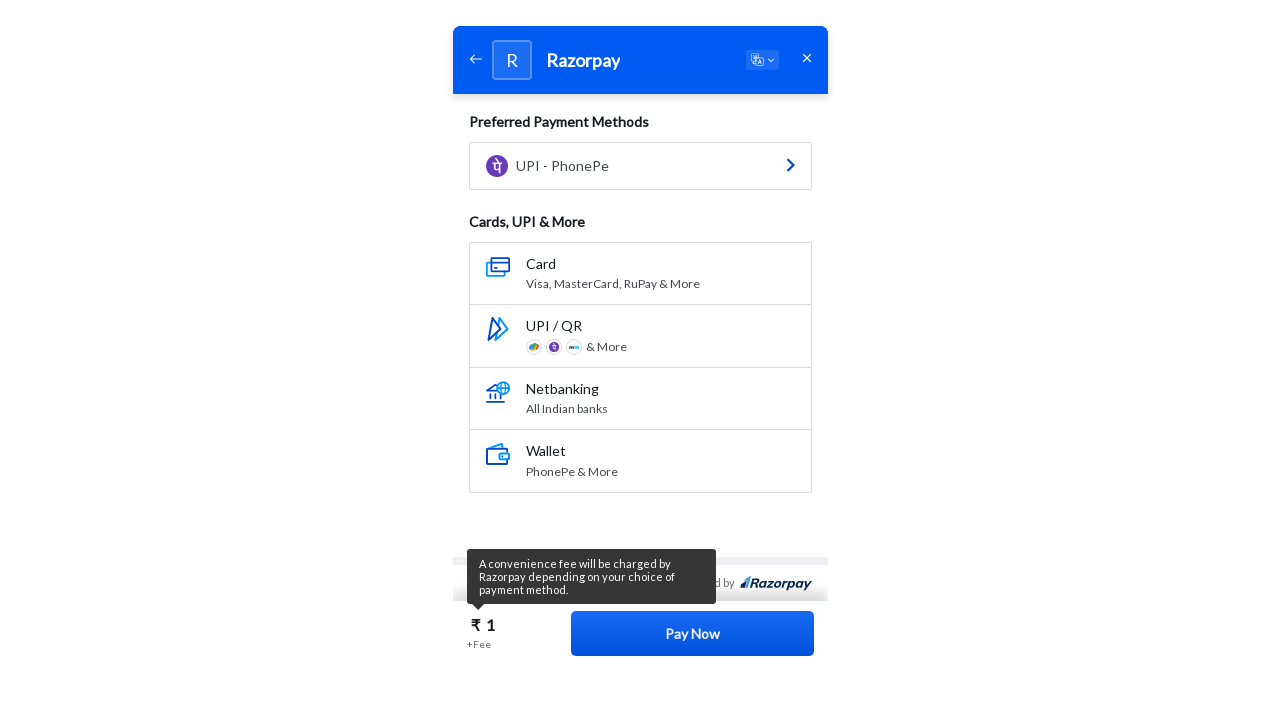 R Razorpay
Preferred Payment Methods
UPI - PhonePe
Cards, UPI & More
Card
Visa, MasterCard, RuPay & More
UPI / QR
& More
Netbanking
All Indian banks
Wallet
PhonePe & More
A convenience fee will be charged by
Razorpay depending on your choice of
payment method.
by Razorpay
₹ 1
+Fee
Pay Now